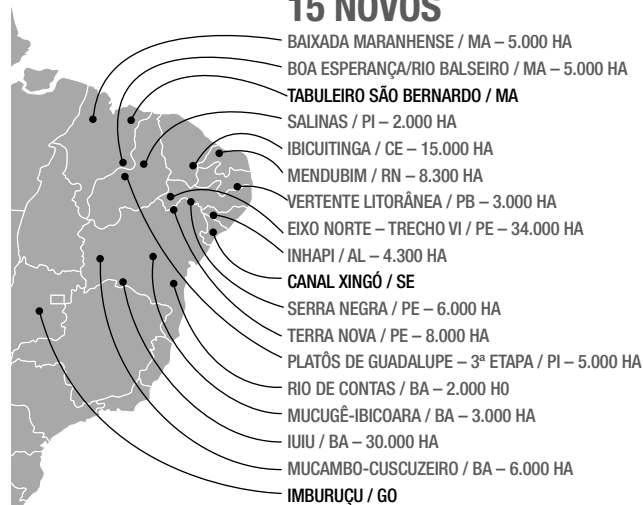 15 NOVOS
BAIXADA MARANHENSE / MA – 5.000 HA
BOA ESPERANÇA/RIO BALSEIRO / MA – 5.000 HA
TABULEIRO SÃO BERNARDO / MA
SALINAS / PI – 2.000 HA
IBICUITINGA / CE – 15.000 HA
MENDUBIM / RN – 8.300 HA
VERTENTE LITORÂNEA / PB – 3.000 HA
EIXO NORTE – TRECHO VI / PE – 34.000 HA
INHAPI / AL – 4.300 HA
CANAL XINGÓ / SE
SERRA NEGRA / PE – 6.000 HA
TERRA NOVA / PE – 8.000 HA
PLATÔS DE GUADALUPE – 3ª ETAPA / PI – 5.000 HA
RIO DE CONTAS / BA – 2.000 H0
MUCUGÊ-IBICOARA / BA – 3.000 HA
IUIU / BA – 30.000 HA
MUCAMBO-CUSCUZEIRO / BA – 6.000 HA
IMBURUÇU / GO